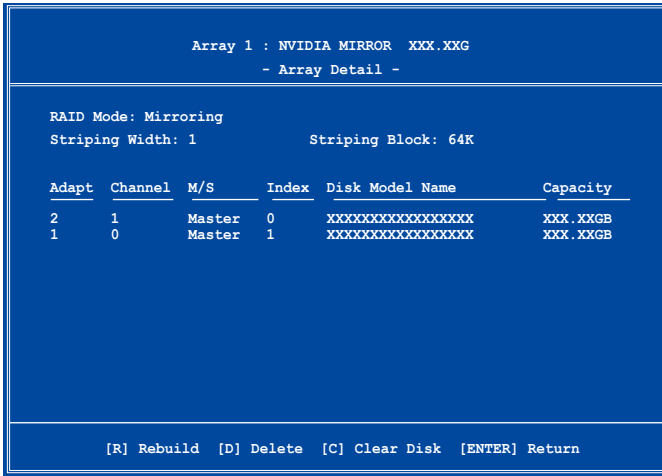 Array 1 : NVIDIA MIRROR XXX.XXG
- Array Detail -
RAID Mode: Mirroring
Striping Width: 1 Striping Block: 64K
Adapt Channel M/S Index Disk Model Name Capacity
2 1 Master 0 XXXXXXXXXXXXXXXXX XXX.XXGB
1 0 Master 1 XXXXXXXXXXXXXXXXX XXX.XXGB
[R] Rebuild [D] Delete [C] Clear Disk [ENTER] Return